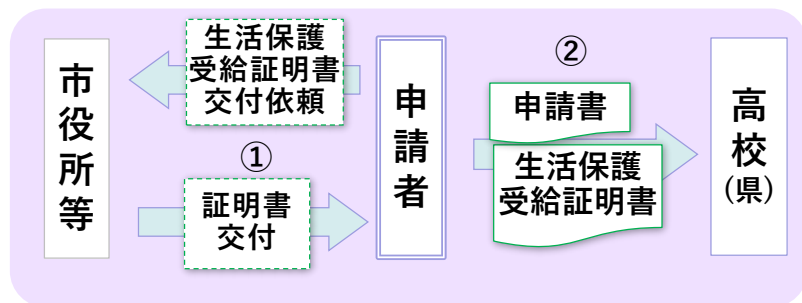 市役所等
生活保護
受給証明書
交付依頼
①
証明書
交付
申請者
②
申請書
生活保護
受給証明書
高校
(県)